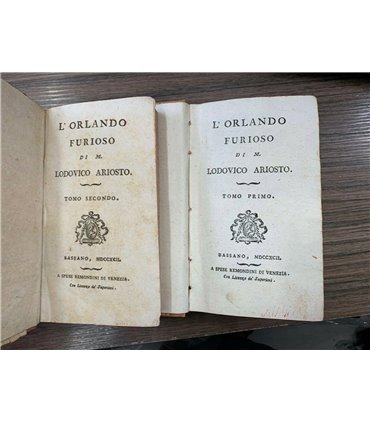 L' ORLANDO
FURIOSO
DI M.
LODOVICO ARIOSTO.
TOMO SECONDO.
BASSANO, MDCCXCII.
A SPESE REMONDINI DI VENEZIA.
Con Licenza de' Superiori.
L' ORLANDO
FURIOSO
DI M.
LODOVICO ARIOSTO.
TOMO PRIMO.
BASSANO, MDCCXCII.
A SPESE REMONDINI DI VENEZIA.
Con Licenza de' Superiori.